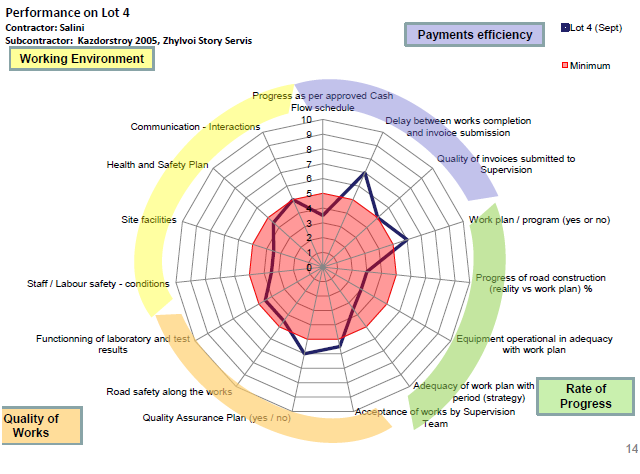 Performance on Lot 4
Contractor: Salini
Subcontractor: Kazdorstroy 2005, Zhylvoi Story Servis
Working Environment
Payments efficiency
Lot 4 (Sept)
Minimum
Progress as per approved Cash
Flow schedule
Delay between works completion
and invoice submission
Quality of invoices submitted to
Supervision
Work plan / program (yes or no)
Progress of road construction
(reality vs work plan) %
Equipment operational in adequacy
with work plan
Adequacy of work plan with
period (strategy)
Acceptance of works by Supervision
Team
Quality Assurance Plan (yes / no)
Road safety along the works
Functionning of laboratory and test
results
Staff / Labour safety - conditions
Site facilities
Health and Safety Plan
Communication - Interactions
10
9
8
7
6
5
4
3
2
1
0
Rate of
Progress
Quality of
Works
14